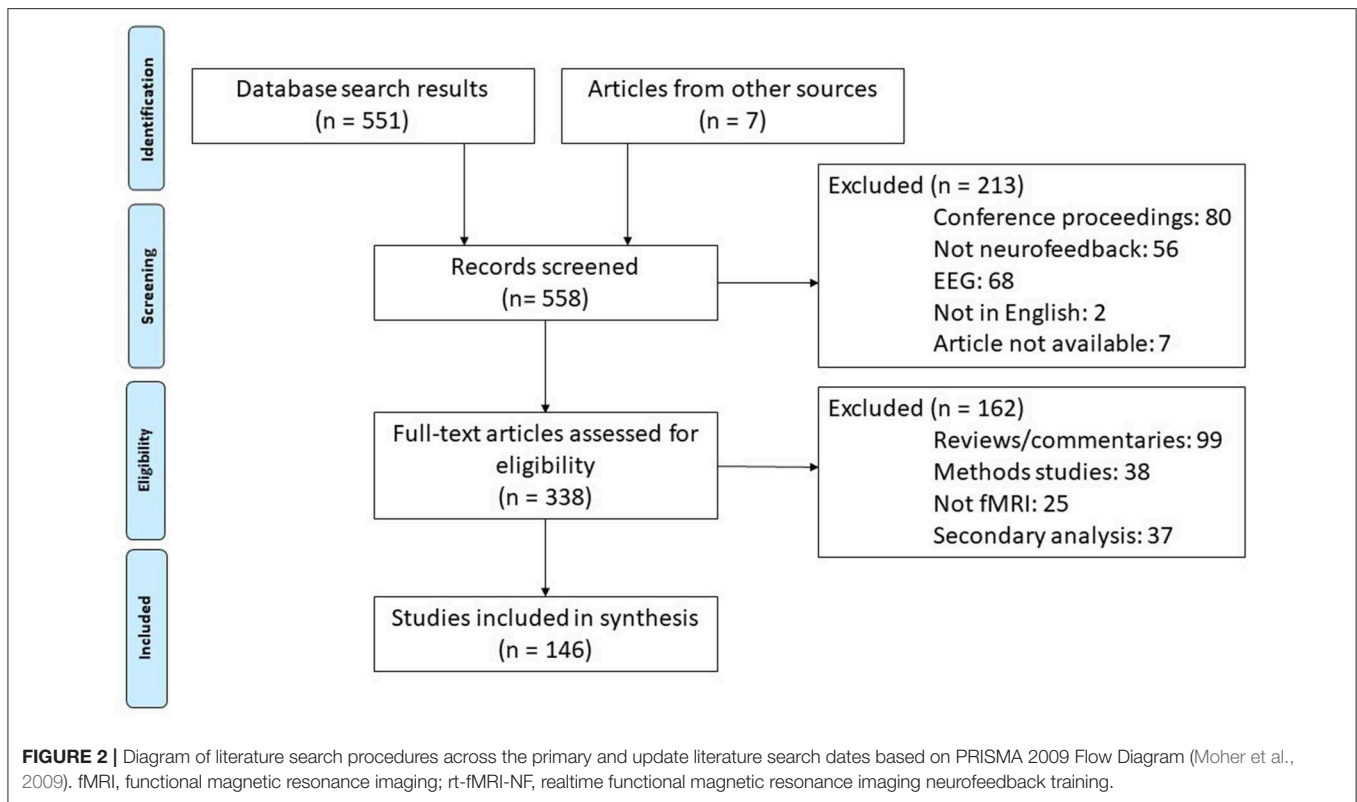 Identification
Database search results
(n = 551)
Articles from other sources
(n = 7)
Screening
Records screened
(n= 558)
Excluded (n = 213)
Conference proceedings: 80
Not neurofeedback: 56
EEG: 68
Not in English: 2
Article not available: 7
Eligibility
Full-text articles assessed for
eligibility
(n = 338)
Excluded (n = 162)
Reviews/commentaries: 99
Methods studies: 38
Not fMRI: 25
Secondary analysis: 37
Included
Studies included in synthesis
(n = 146)
FIGURE 2 | Diagram of literature search procedures across the primary and update literature search dates based on PRISMA 2009 Flow Diagram (Moher et al.,
2009). fMRI, functional magnetic resonance imaging; rt-fMRI-NF, realtime functional magnetic resonance imaging neurofeedback training.